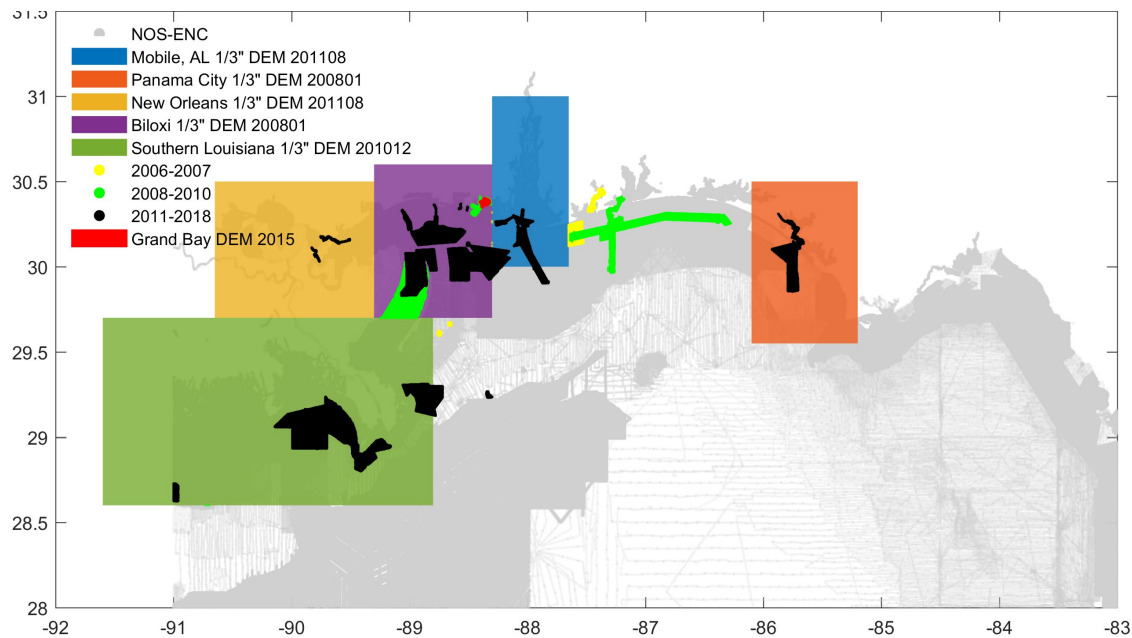 31.5
NOS-ENC
Mobile, AL 1/3" DEM 201108
Panama City 1/3" DEM 200801
New Orleans 1/3" DEM 201108
Biloxi 1/3" DEM 200801
Southern Louisiana 1/3" DEM 201012
2006-2007
2008-2010
2011-2018
Grand Bay DEM 2015
31
30.5
30
29.5
29
28.5
28
-92 -91 -90 -89 -88 -87 -86 -85 -84 -83